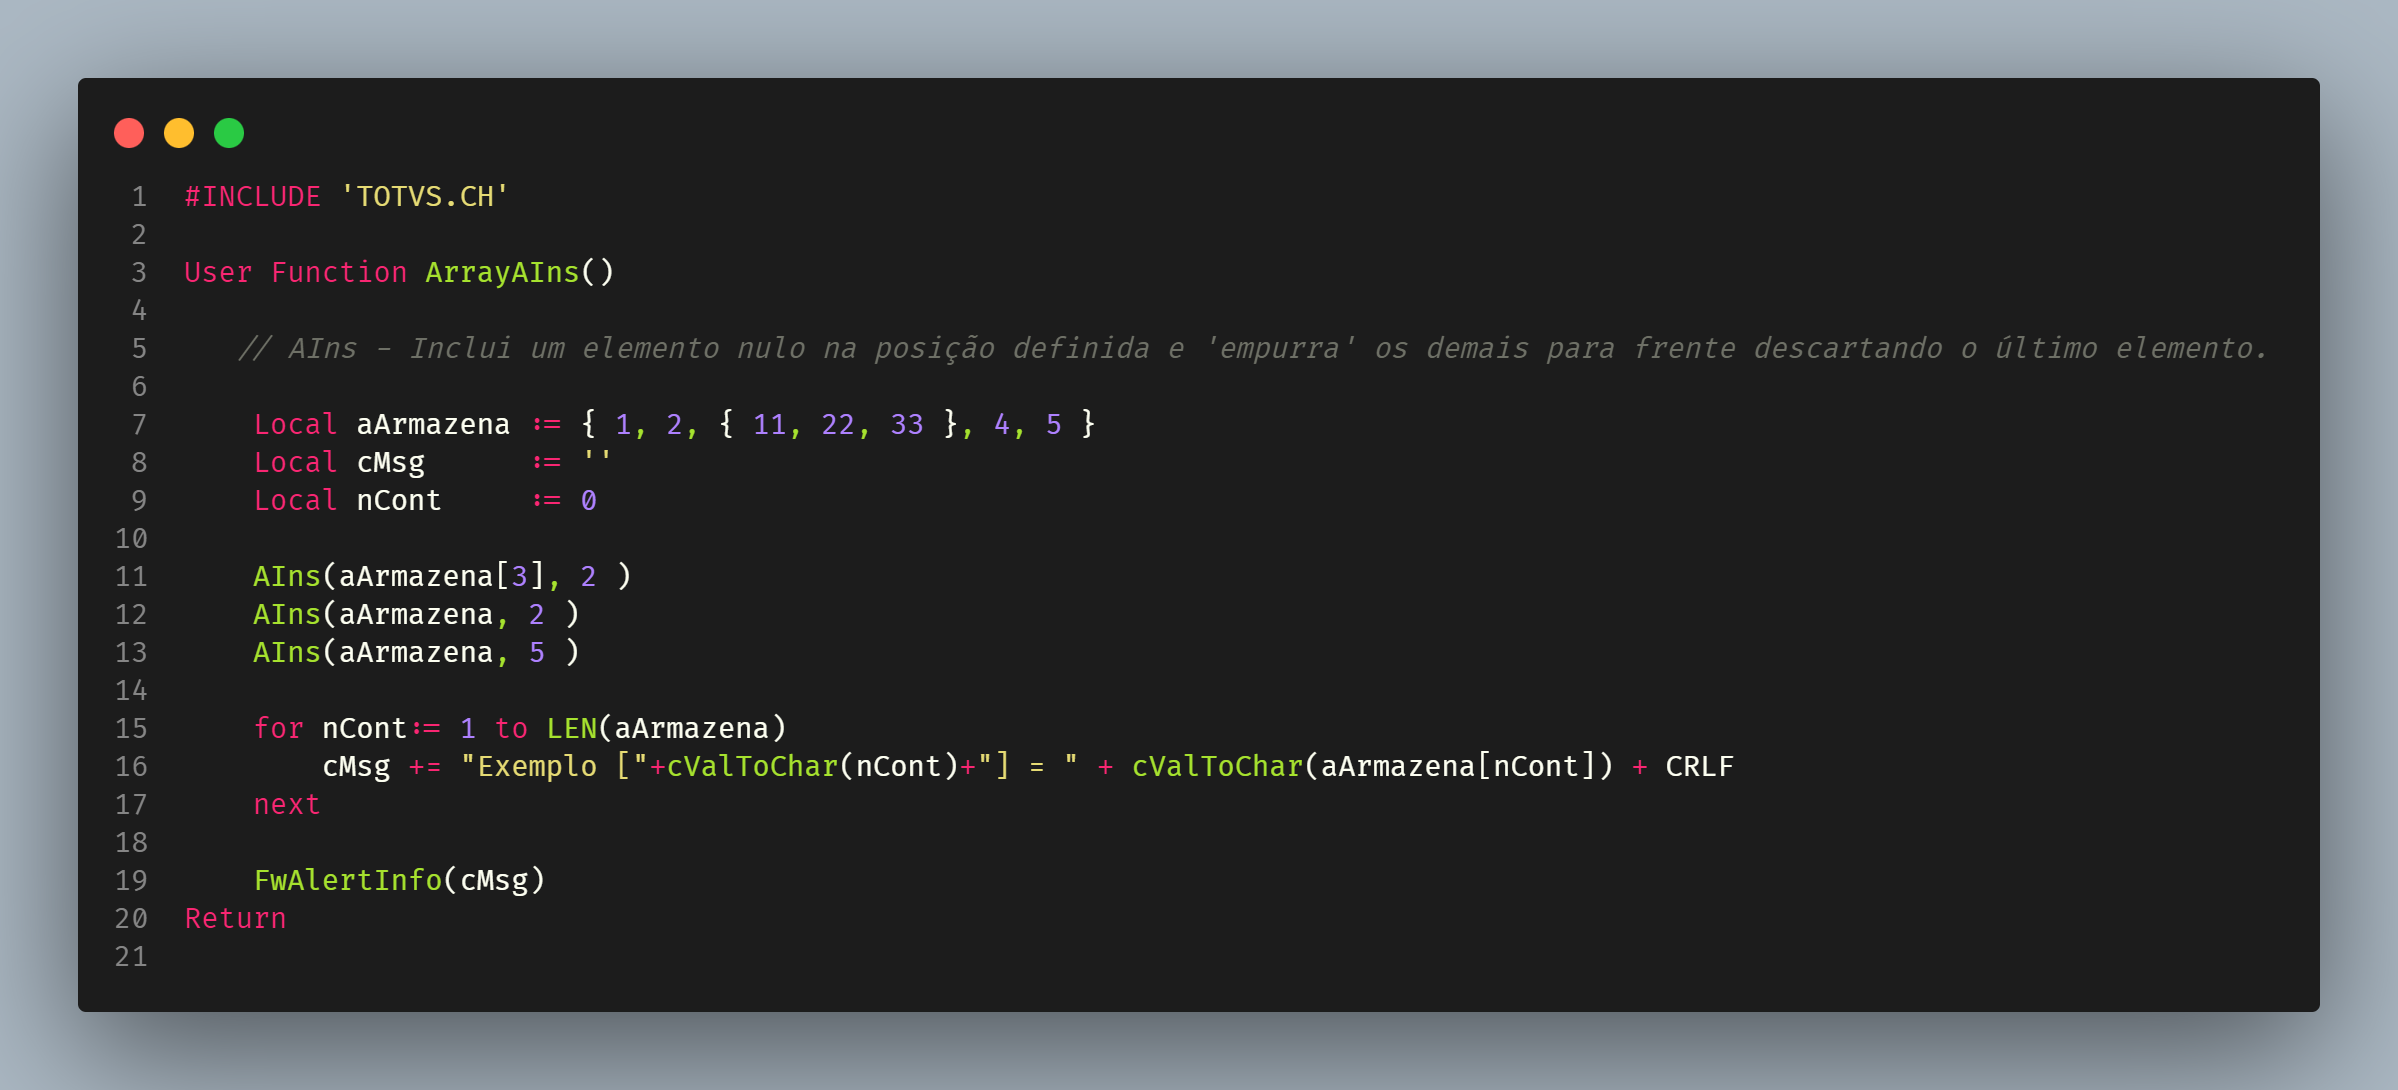 1 #INCLUDE 'TOTVS.CH'
2
3 User Function ArrayAIns()
4
5 // AIns - Inclui um elemento nulo na posição definida e 'empurra' os demais para frente descartando o último elemento.
6
7 Local aArmazena := { 1, 2, { 11, 22, 33 }, 4, 5 }
8 Local cMsg := ''
9 Local nCont := 0
10
11 AIns(aArmazena[3], 2 )
12 AIns(aArmazena, 2 )
13 AIns(aArmazena, 5 )
14
15 for nCont:= 1 to LEN(aArmazena)
16 cMsg += "Exemplo ["+cValToChar(nCont)+"] = " + cValToChar(aArmazena[nCont]) + CRLF
17 next
18
19 FwAlertInfo(cMsg)
20 Return
21